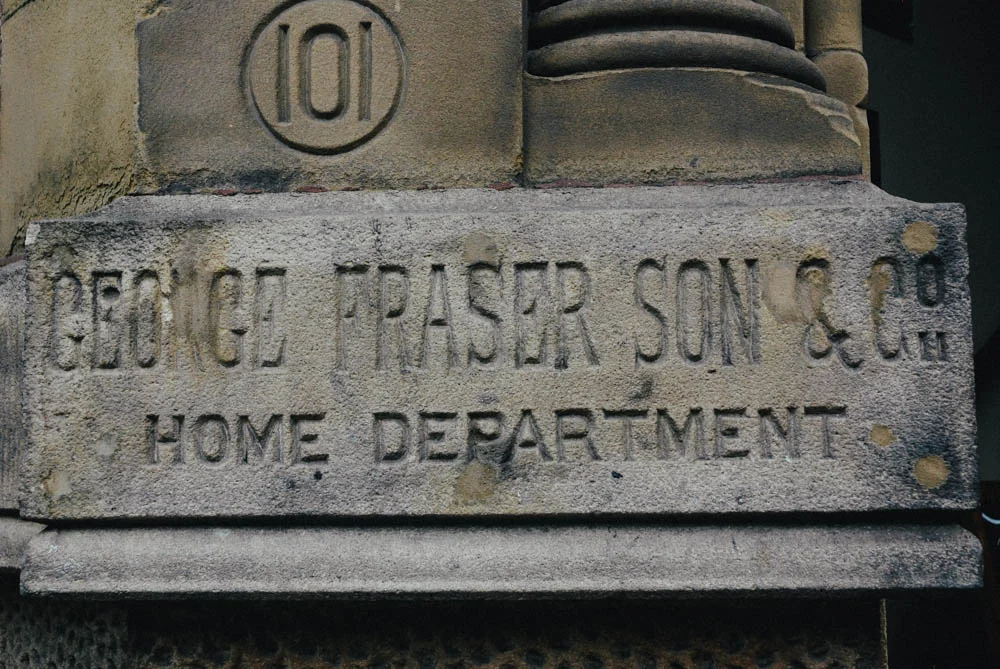 101
GEORGE FRASER SON & Co
HOME DEPARTMENT